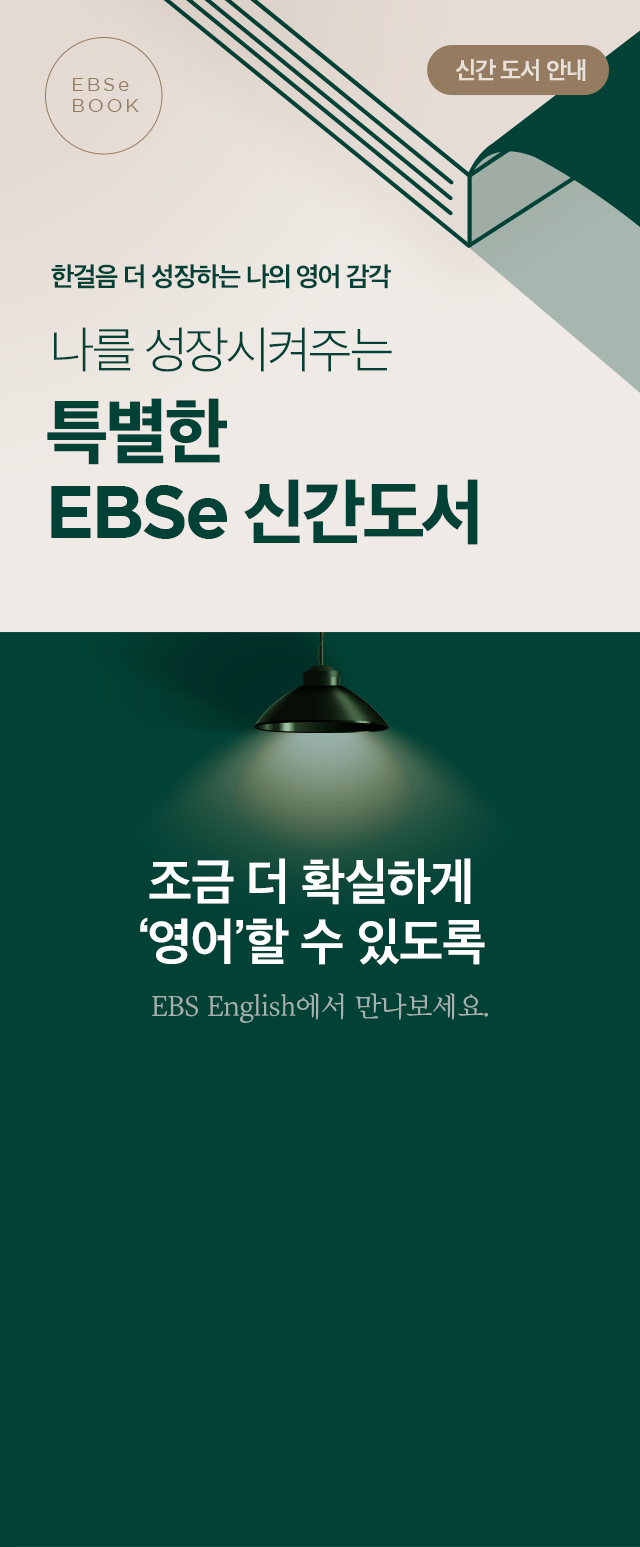 EBSe
BOOK
신간 도서 안내
한걸음 더 성장하는 나의 영어 감각
나를 성장시켜주는
특별한
EBSe 신간도서
조금 더 확실하게
‘영어’할 수 있도록
EBS English에서 만나보세요.